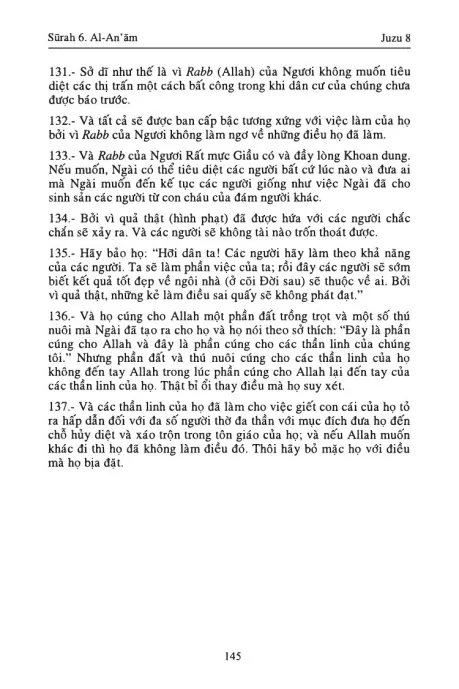 Sūrah 6. Al-An’ām Juzu 8
131.- Sở dĩ như thế là vì Rabb (Allah) của Ngươi không muốn tiêu
diệt các thị trấn một cách bất công trong khi dân cư của chúng chưa
được báo trước.
132.- Và tất cả sẽ được ban cấp bậc tương xứng với việc làm của họ
bởi vì Rabb của Ngươi không làm ngơ về những điều họ đã làm.
133.- Và Rabb của Ngươi Rất mực Giầu có và đầy lòng Khoan dung.
Nếu muốn, Ngài có thể tiêu diệt các người bất cứ lúc nào và đưa ai
mà Ngài muốn đến kế tục các người giống như việc Ngài đã cho
sinh sản các người từ con cháu của đám người khác.
134.- Bởi vì quả thật (hình phạt) đã được hứa với các người chắc
chắn sẽ xảy ra. Và các người sẽ không tài nào trốn thoát được.
135.- Hãy bảo họ: “Hỡi dân ta! Các người hãy làm theo khả năng
của các người. Ta sẽ làm phần việc của ta; rồi đây các người sẽ sớm
biết kết quả tốt đẹp về ngôi nhà (ở cõi Đời sau) sẽ thuộc về ai. Bởi
vì quả thật, những kẻ làm điều sai quấy sẽ không phát đạt.”
136.- Và họ cúng cho Allah một phần đất trồng trọt và một số thú
nuôi mà Ngài đã tạo ra cho họ và họ nói theo sở thích: “Đây là phần
cúng cho Allah và đây là phần cúng cho các thần linh của chúng
tôi.” Nhưng phần đất và thú nuôi cúng cho các thần linh của họ
không đến tay Allah trong lúc phần cúng cho Allah lại đến tay của
các thần linh của họ. Thật bỉ ổi thay điều mà họ suy xét.
137.- Và các thần linh của họ đã làm cho việc giết con cái của họ tỏ
ra hấp dẫn đối với đa số người thờ đa thần với mục đích đưa họ đến
chỗ hủy diệt và xáo trộn trong tôn giáo của họ; và nếu Allah muốn
khác đi thì họ đã không làm điều đó. Thôi hãy bỏ mặc họ với điều
mà họ bịa đặt.
145